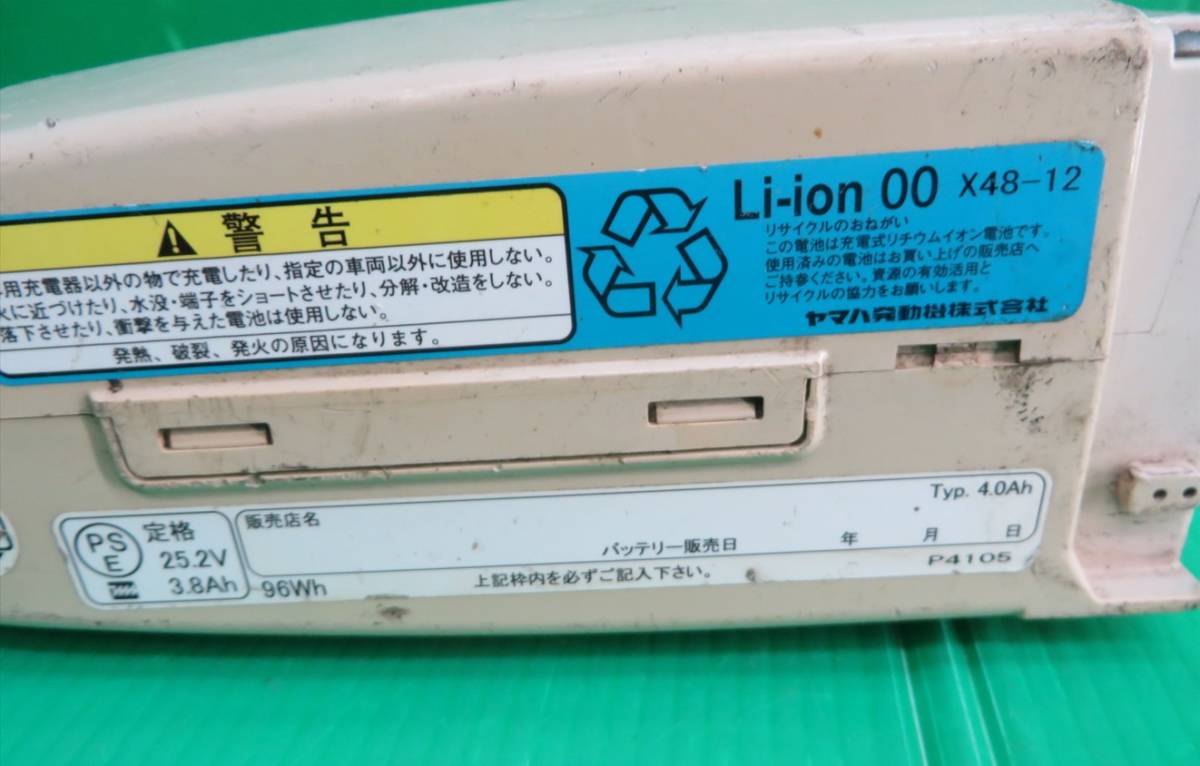 警告
用充電器以外の物で充電したり、指定の車両以外に使用しない。
火に近づけたり、水没・端子をショートさせたり、分解・改造をしない。
落下させたり、衝撃を与えた電池は使用しない。
発熱、破裂、発火の原因になります。
Li-ion 00 X48-12
リサイクルのおねがい
この電池は充電式リチウムイオン電池です。
使用済みの電池はお買い上げの販売店へ
ご持参ください。資源の有効活用と
リサイクルの協力をお願いします。
ヤマハ発動機株式会社
PS
E
定格
25.2V
3.8Ah
販売店名
Typ. 4.0Ah
バッテリー販売日 年 月 日
96Wh
上記枠内を必ずご記入下さい。
P4105